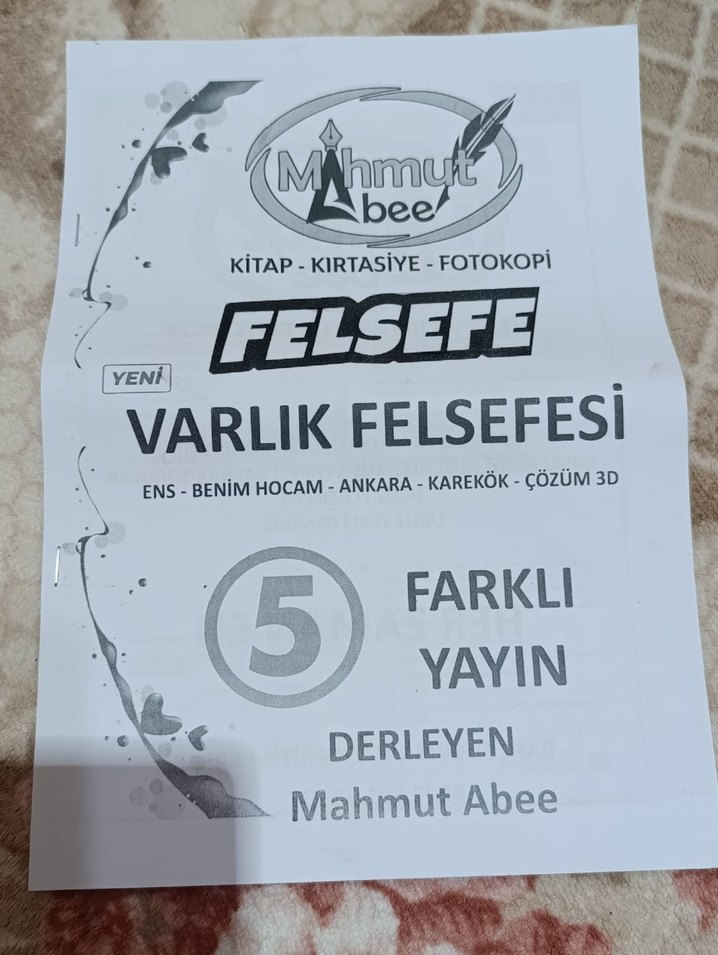 Mahmut
Abee
KİTAP - KIRTASİYE - FOTOKOPİ
FELSEFE
YENİ
VARLIK FELSEFESİ
ENS - BENİM HOCAM - ANKARA - KAREKÖK - ÇÖZÜM 3D
5
FARKLI
YAYIN
DERLEYEN
Mahmut Abee